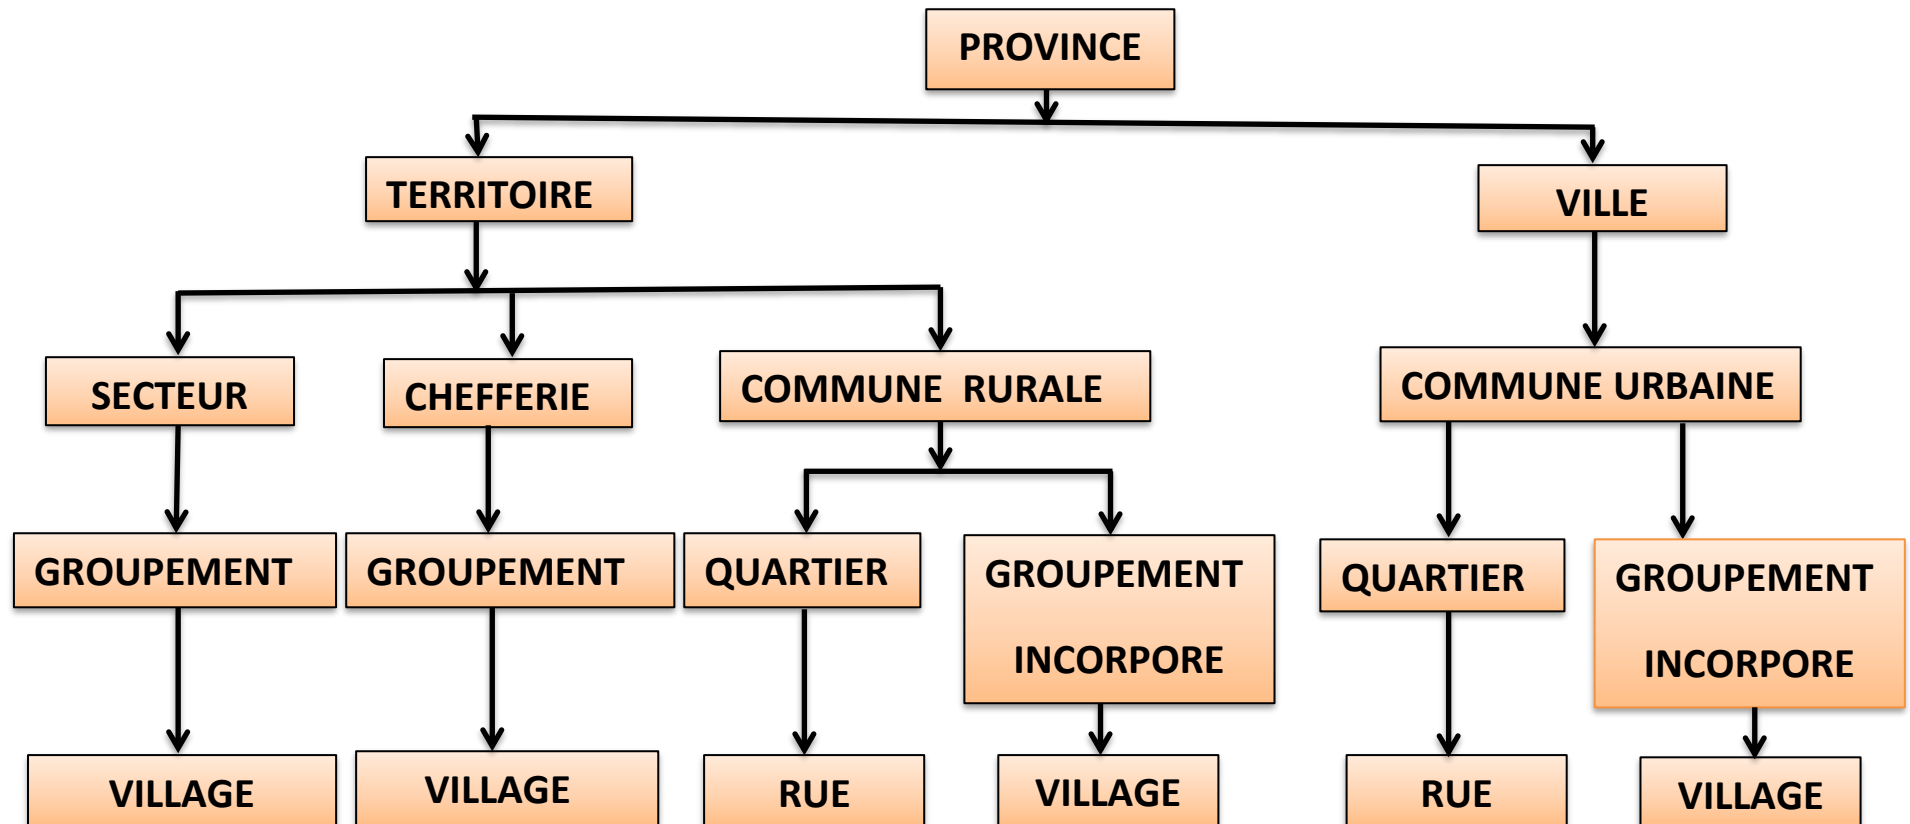 PROVINCE
TERRITOIRE
VILLE
SECTEUR
CHEFFERIE
COMMUNE RURALE
COMMUNE URBAINE
GROUPEMENT
GROUPEMENT
QUARTIER
GROUPEMENT
INCORPORE
QUARTIER
GROUPEMENT
INCORPORE
VILLAGE
VILLAGE
RUE
VILLAGE
RUE
VILLAGE